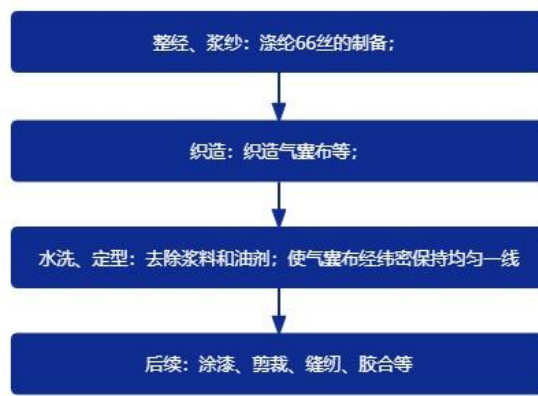 整经、浆纱：涤纶66丝的制备；
织造：织造气囊布等；
水洗、定型：去除浆料和油剂；使气囊布经纬密保持均匀一线
后续：涂漆、剪裁、缝纫、胶合等